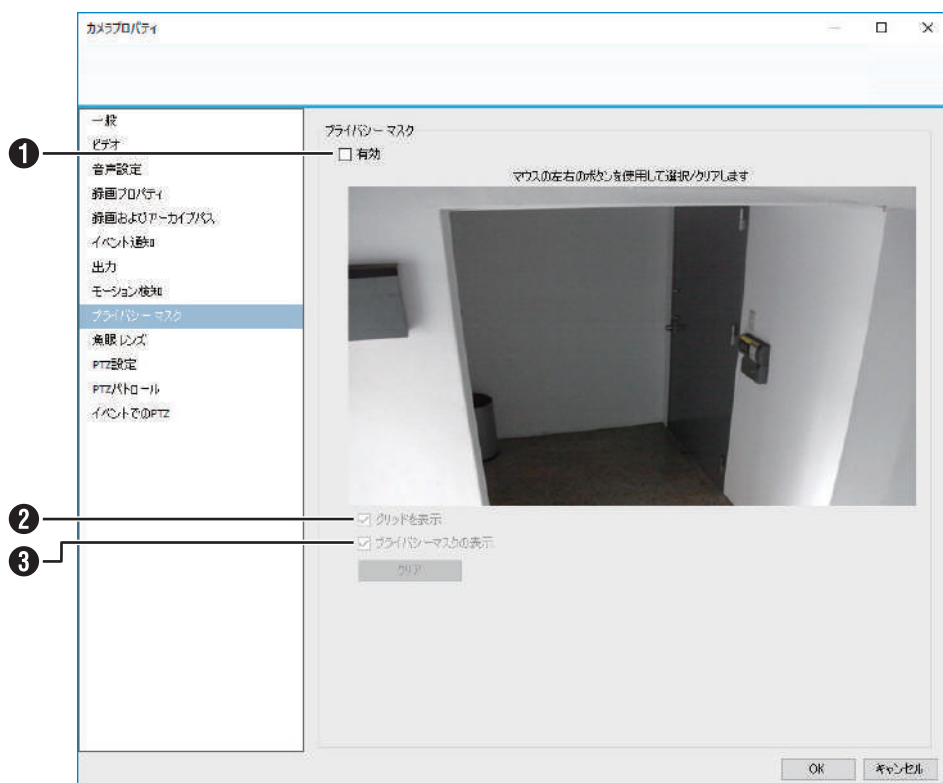 カメラプロパティ
一般
ビデオ
音声設定
録画プロパティ
録画およびアーカイブパス
イベント通知
出力
モーション検知
プライバシー マスク
魚眼レンズ
PTZ設定
PTZパトロール
イベントでのPTZ
プライバシー マスク
❶
有効
マウスの左右のボタンを使用して選択/クリアします
❷
グリッドを表示
❸
プライバシーマスクの表示
クリア
OK
キャンセル